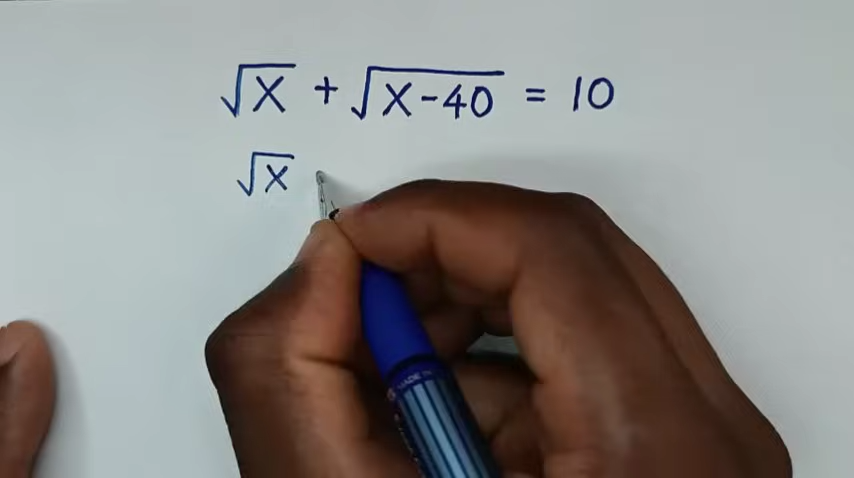 √X + √X-40 = 10
√X